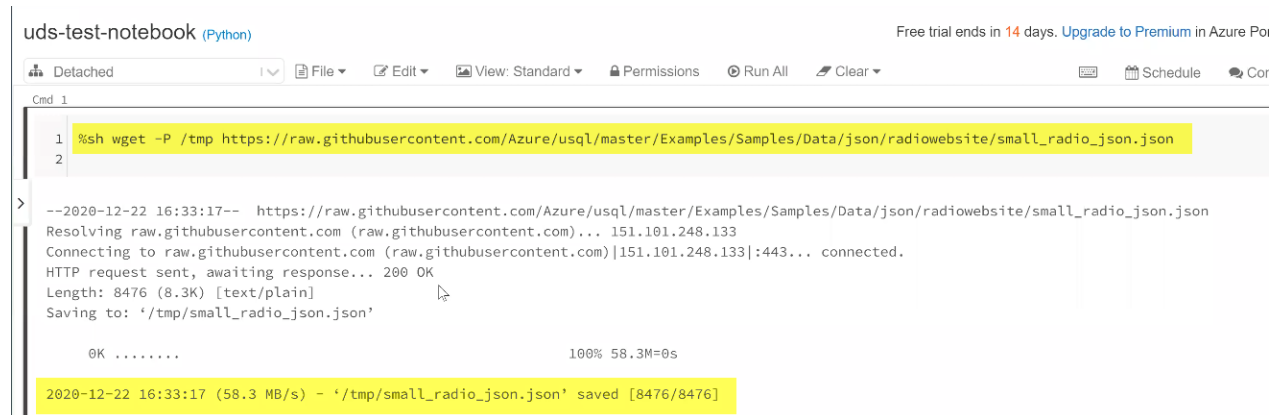 uds-test-notebook (Python)
Free trial ends in 14 days. Upgrade to Premium in Azure Por
Detached File Edit View: Standard Permissions Run All Clear Schedule Cor
Cmd 1
1 %sh wget -P /tmp https://raw.githubusercontent.com/Azure/usql/master/Examples/Samples/Data/json/radiowebsite/small_radio_json.json
2
--2020-12-22 16:33:17-- https://raw.githubusercontent.com/Azure/usql/master/Examples/Samples/Data/json/radiowebsite/small_radio_json.json
Resolving raw.githubusercontent.com (raw.githubusercontent.com)... 151.101.248.133
Connecting to raw.githubusercontent.com (raw.githubusercontent.com)|151.101.248.133|:443... connected.
HTTP request sent, awaiting response... 200 OK
Length: 8476 (8.3K) [text/plain]
Saving to: ‘/tmp/small_radio_json.json’
0K ........ 100% 58.3M=0s
2020-12-22 16:33:17 (58.3 MB/s) - ‘/tmp/small_radio_json.json’ saved [8476/8476]